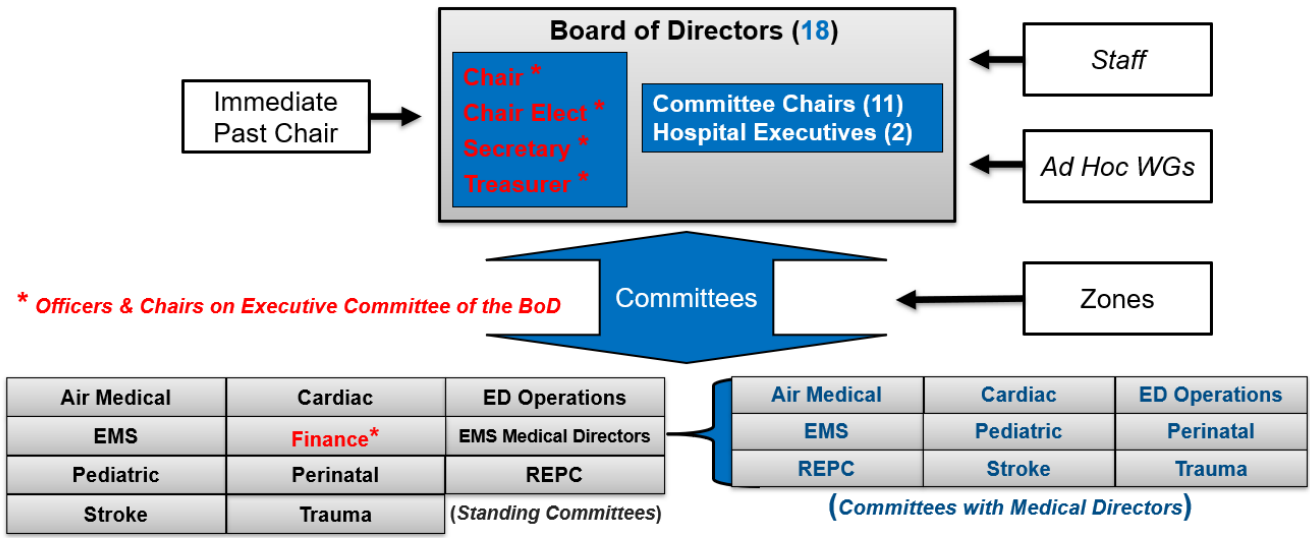 Board of Directors (18)
Chair *
Chair Elect *
Secretary *
Treasurer *
Committee Chairs (11)
Hospital Executives (2)
Immediate
Past Chair
Staff
Ad Hoc WGs
Zones
Committees
* Officers & Chairs on Executive Committee of the BoD
Air Medical Cardiac ED Operations
EMS Finance* EMS Medical Directors
Pediatric Perinatal REPC
Stroke Trauma (Standing Committees)
Air Medical Cardiac ED Operations
EMS Pediatric Perinatal
REPC Stroke Trauma
(Committees with Medical Directors)